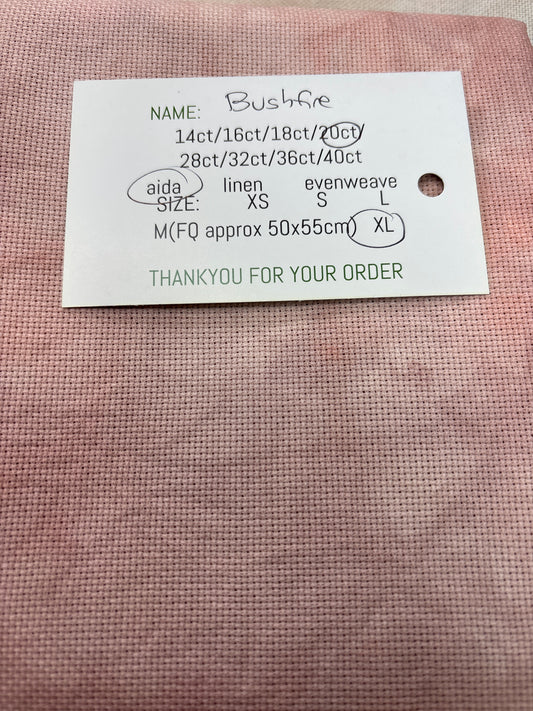 NAME: Bushfire
14ct/16ct/18ct/20ct/
28ct/32ct/36ct/40ct
aida linen evenweave
SIZE: XS S L
M(FQ approx 50x55cm) XL
THANKYOU FOR YOUR ORDER